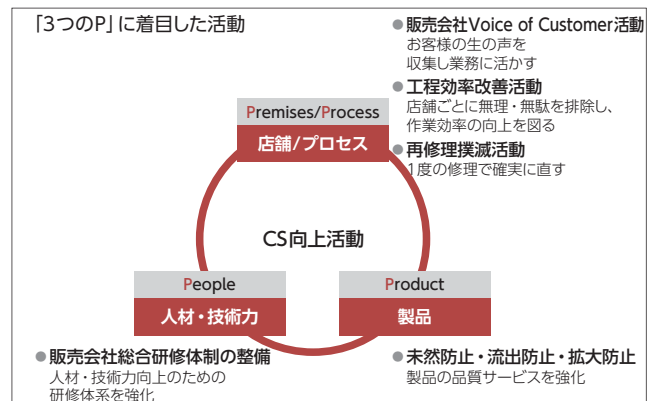 「3つのP」に着目した活動
●販売会社Voice of Customer活動
お客様の生の声を
収集し業務に活かす
●工程効率改善活動
店舗ごとに無理・無駄を排除し、
作業効率の向上を図る
●再修理撲滅活動
1度の修理で確実に直す
Premises/Process
店舗/プロセス
CS向上活動
People
人材・技術力
Product
製品
●販売会社総合研修体制の整備
人材・技術力向上のための
研修体系を強化
●未然防止・流出防止・拡大防止
製品の品質サービスを強化